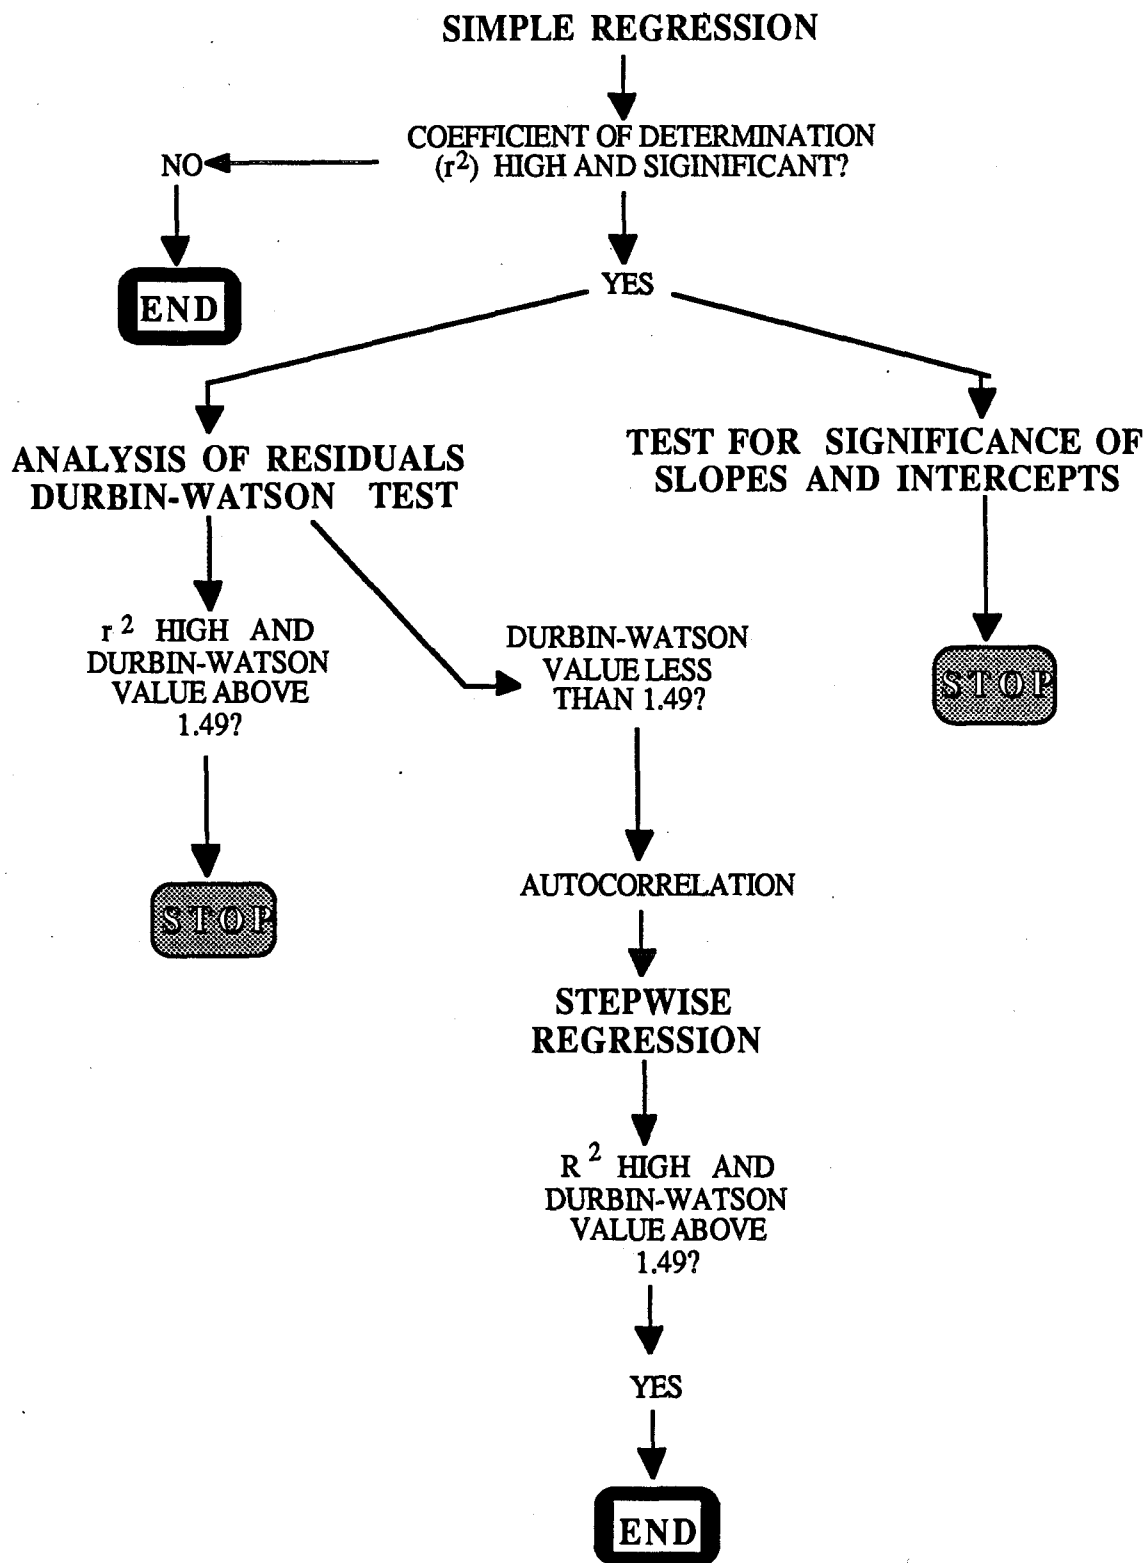 SIMPLE REGRESSION
COEFFICIENT OF DETERMINATION
(r²) HIGH AND SIGINIFICANT?
NO
END
YES
ANALYSIS OF RESIDUALS
DURBIN-WATSON TEST
TEST FOR SIGNIFICANCE OF
SLOPES AND INTERCEPTS
r² HIGH AND
DURBIN-WATSON
VALUE ABOVE
1.49?
DURBIN-WATSON
VALUE LESS
THAN 1.49?
STOP
STOP
AUTOCORRELATION
STEPWISE
REGRESSION
R² HIGH AND
DURBIN-WATSON
VALUE ABOVE
1.49?
YES
END